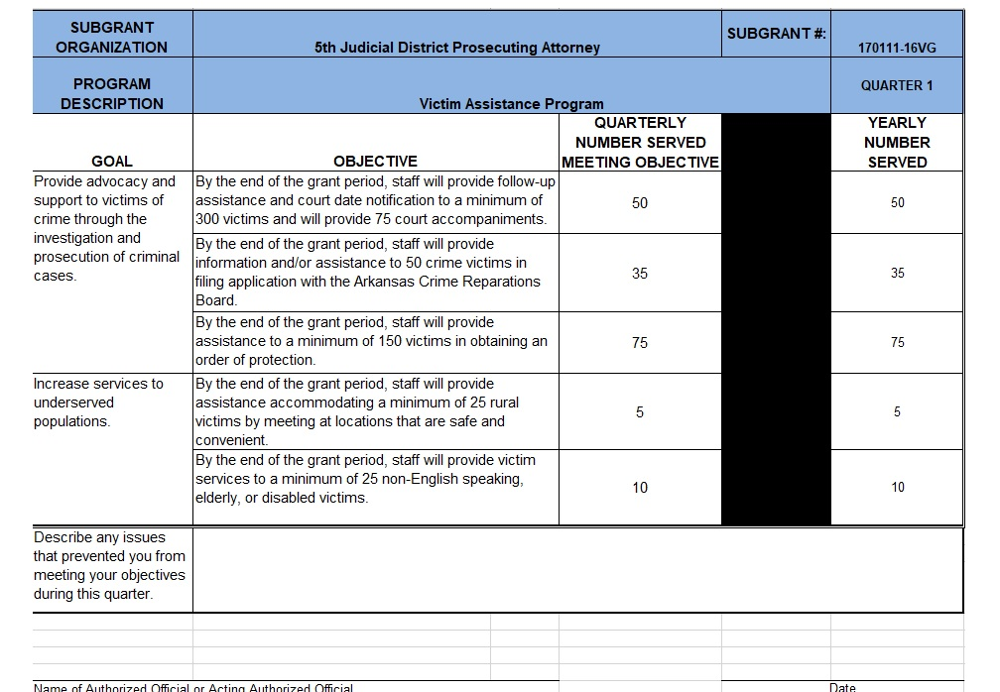 SUBGRANT
ORGANIZATION
5th Judicial District Prosecuting Attorney
SUBGRANT #:
170111-16VG
PROGRAM
DESCRIPTION
Victim Assistance Program
QUARTER 1
GOAL
OBJECTIVE
QUARTERLY
NUMBER SERVED
MEETING OBJECTIVE
YEARLY
NUMBER
SERVED
Provide advocacy and
support to victims of
crime through the
investigation and
prosecution of criminal
cases.
By the end of the grant period, staff will provide follow-up
assistance and court date notification to a minimum of
300 victims and will provide 75 court accompaniments.
50
50
By the end of the grant period, staff will provide
information and/or assistance to 50 crime victims in
filing application with the Arkansas Crime Reparations
Board.
35
35
By the end of the grant period, staff will provide
assistance to a minimum of 150 victims in obtaining an
order of protection.
75
75
Increase services to
underserved
populations.
By the end of the grant period, staff will provide
assistance accommodating a minimum of 25 rural
victims by meeting at locations that are safe and
convenient.
5
5
By the end of the grant period, staff will provide victim
services to a minimum of 25 non-English speaking,
elderly, or disabled victims.
10
10
Describe any issues
that prevented you from
meeting your objectives
during this quarter.
Name of Authorized Official or Acting Authorized Official
Date